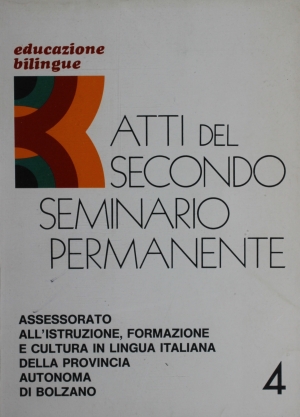 educazione
bilingue
ATTI DEL
SECONDO
SEMINARIO
PERMANENTE
ASSESSORATO
ALL'ISTRUZIONE, FORMAZIONE
E CULTURA IN LINGUA ITALIANA
DELLA PROVINCIA
AUTONOMA
DI BOLZANO
4